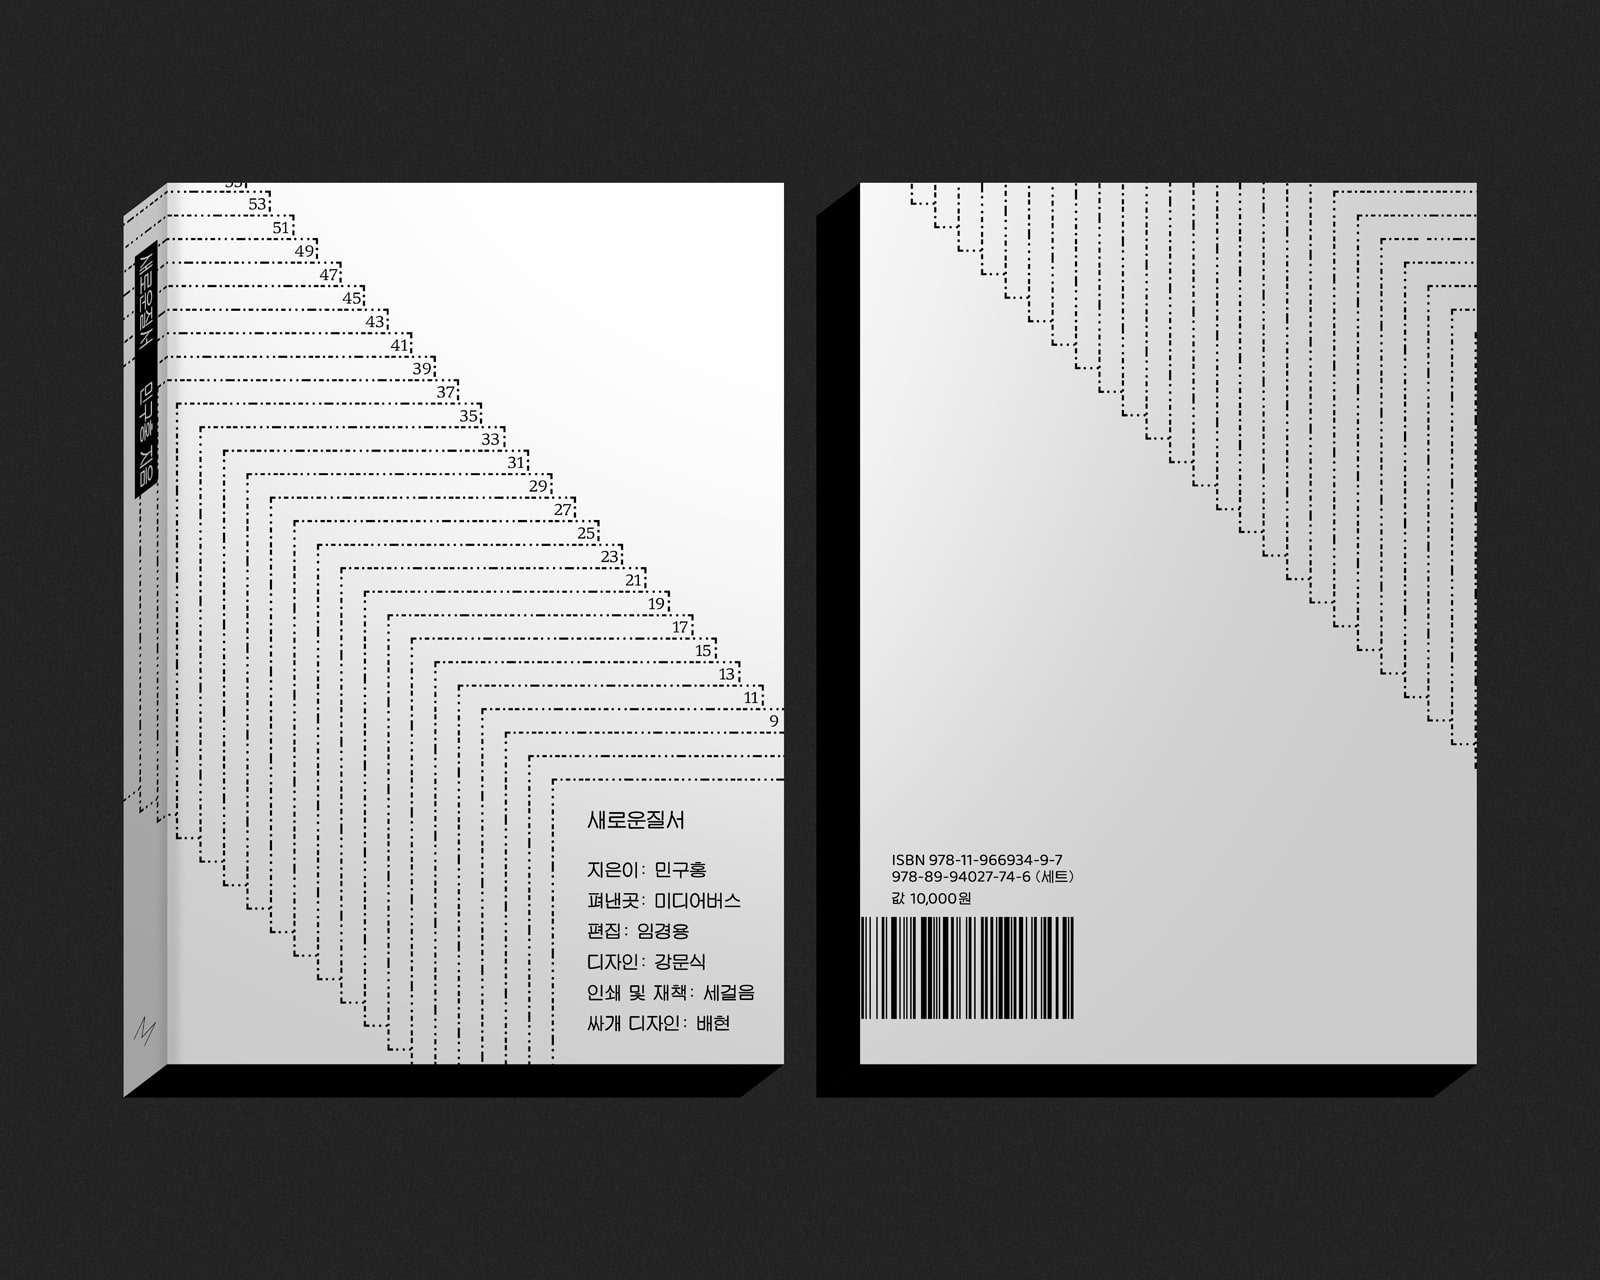 새로운질서 민구홍 지음
53
51
49
47
45
43
41
39
37
35
33
31
29
27
25
23
21
19
17
15
13
11
9
새로운질서
지은이: 민구홍
펴낸곳: 미디어버스
편집: 임경용
디자인: 강문식
인쇄 및 재책: 세걸음
싸개 디자인: 배현
ISBN 978-11-966934-9-7
978-89-94027-74-6 (세트)
값 10,000원